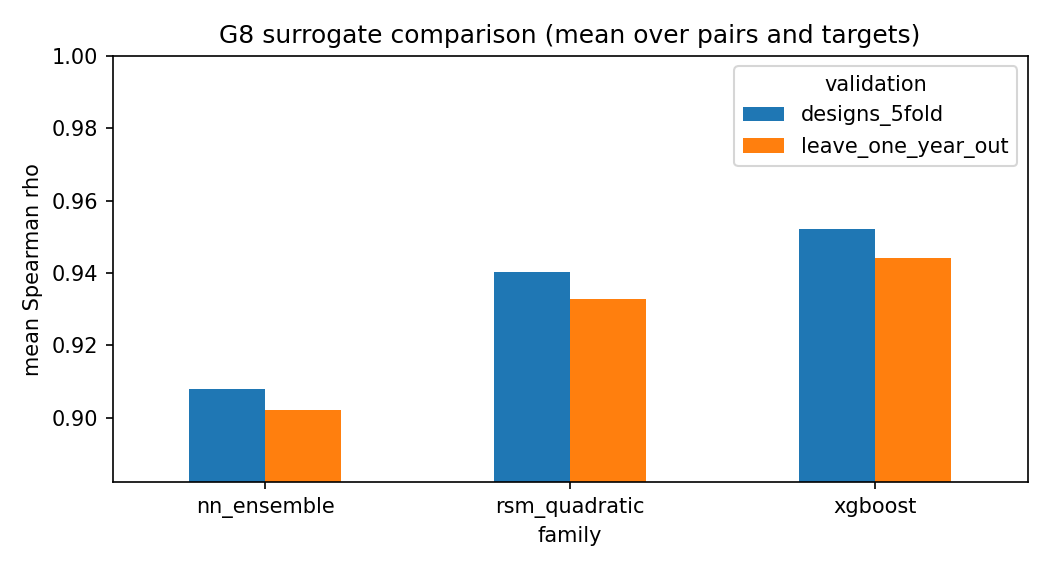 G8 surrogate comparison (mean over pairs and targets)
validation
designs_5fold
leave_one_year_out
mean Spearman rho
1.00
0.98
0.96
0.94
0.92
0.90
nn_ensemble
rsm_quadratic
xgboost
family